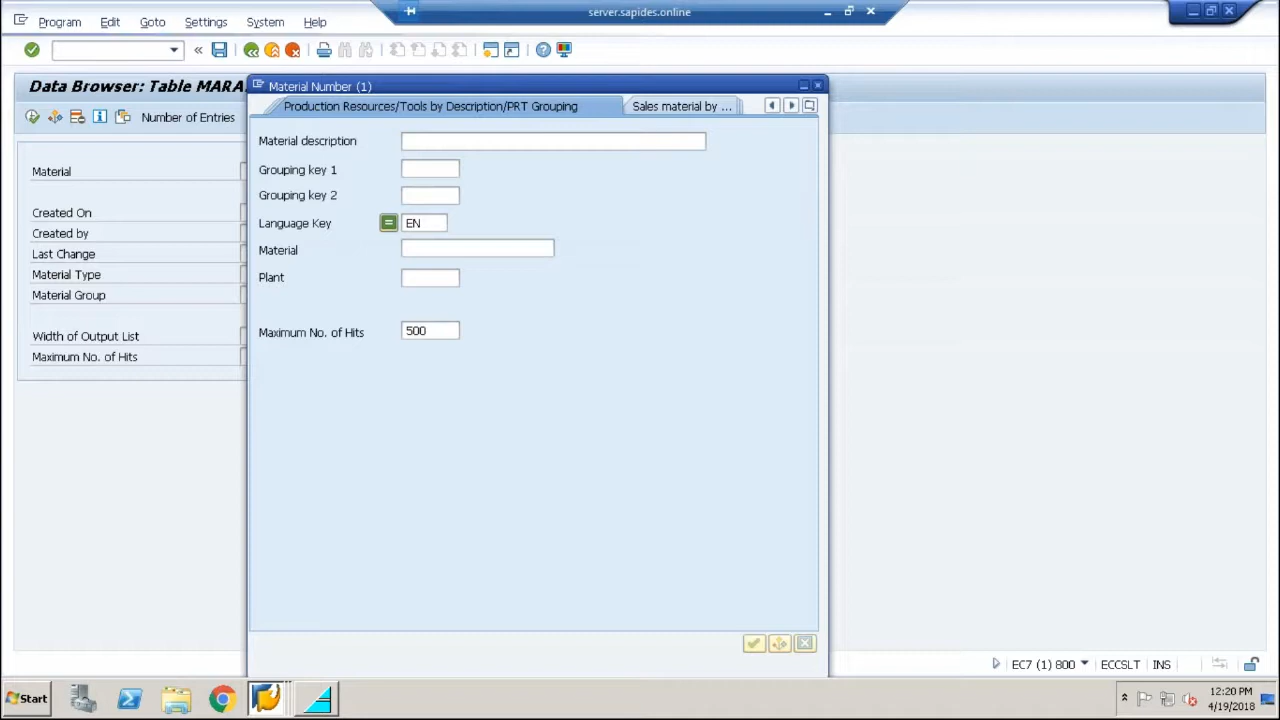 server.sapides.online
Program Edit Goto Settings System Help
Data Browser: Table MARA
Number of Entries
Material
Created On
Created by
Last Change
Material Type
Material Group
Width of Output List
Maximum No. of Hits
Material Number (1)
Production Resources/Tools by Description/PRT Grouping
Sales material by ...
Material description
Grouping key 1
Grouping key 2
Language Key = EN
Material
Plant
Maximum No. of Hits 500
EC7 (1) 800 ECCSLT INS
Start
12:20 PM
4/19/2018